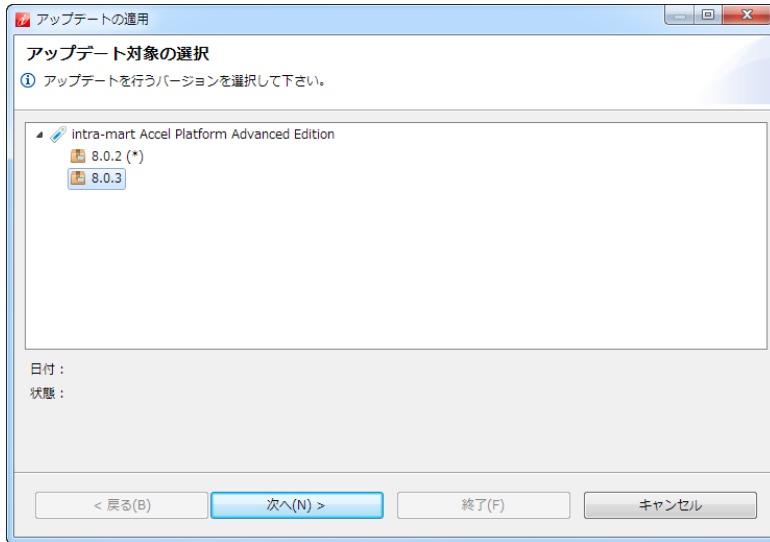 アップデートの適用
アップデート対象の選択
アップデートを行うバージョンを選択して下さい。
intra-mart Accel Platform Advanced Edition
8.0.2 (*)
8.0.3
日付：
状態：
< 戻る(B) 次へ(N) > 終了(F) キャンセル